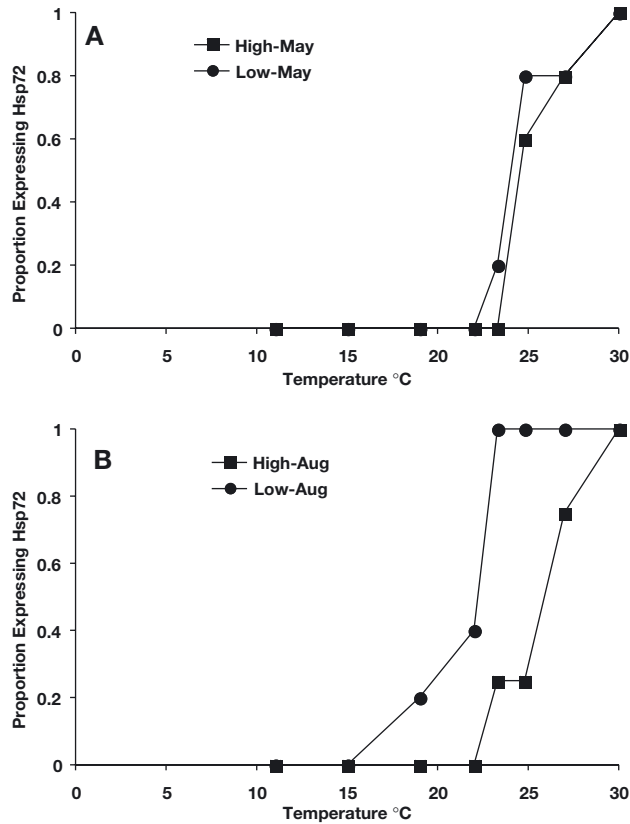 A
High-May
Low-May
Proportion Expressing Hsp72
1
0.8
0.6
0.4
0.2
0
0 5 10 15 20 25 30
Temperature °C
B
High-Aug
Low-Aug
Proportion Expressing Hsp72
1
0.8
0.6
0.4
0.2
0
0 5 10 15 20 25 30
Temperature °C